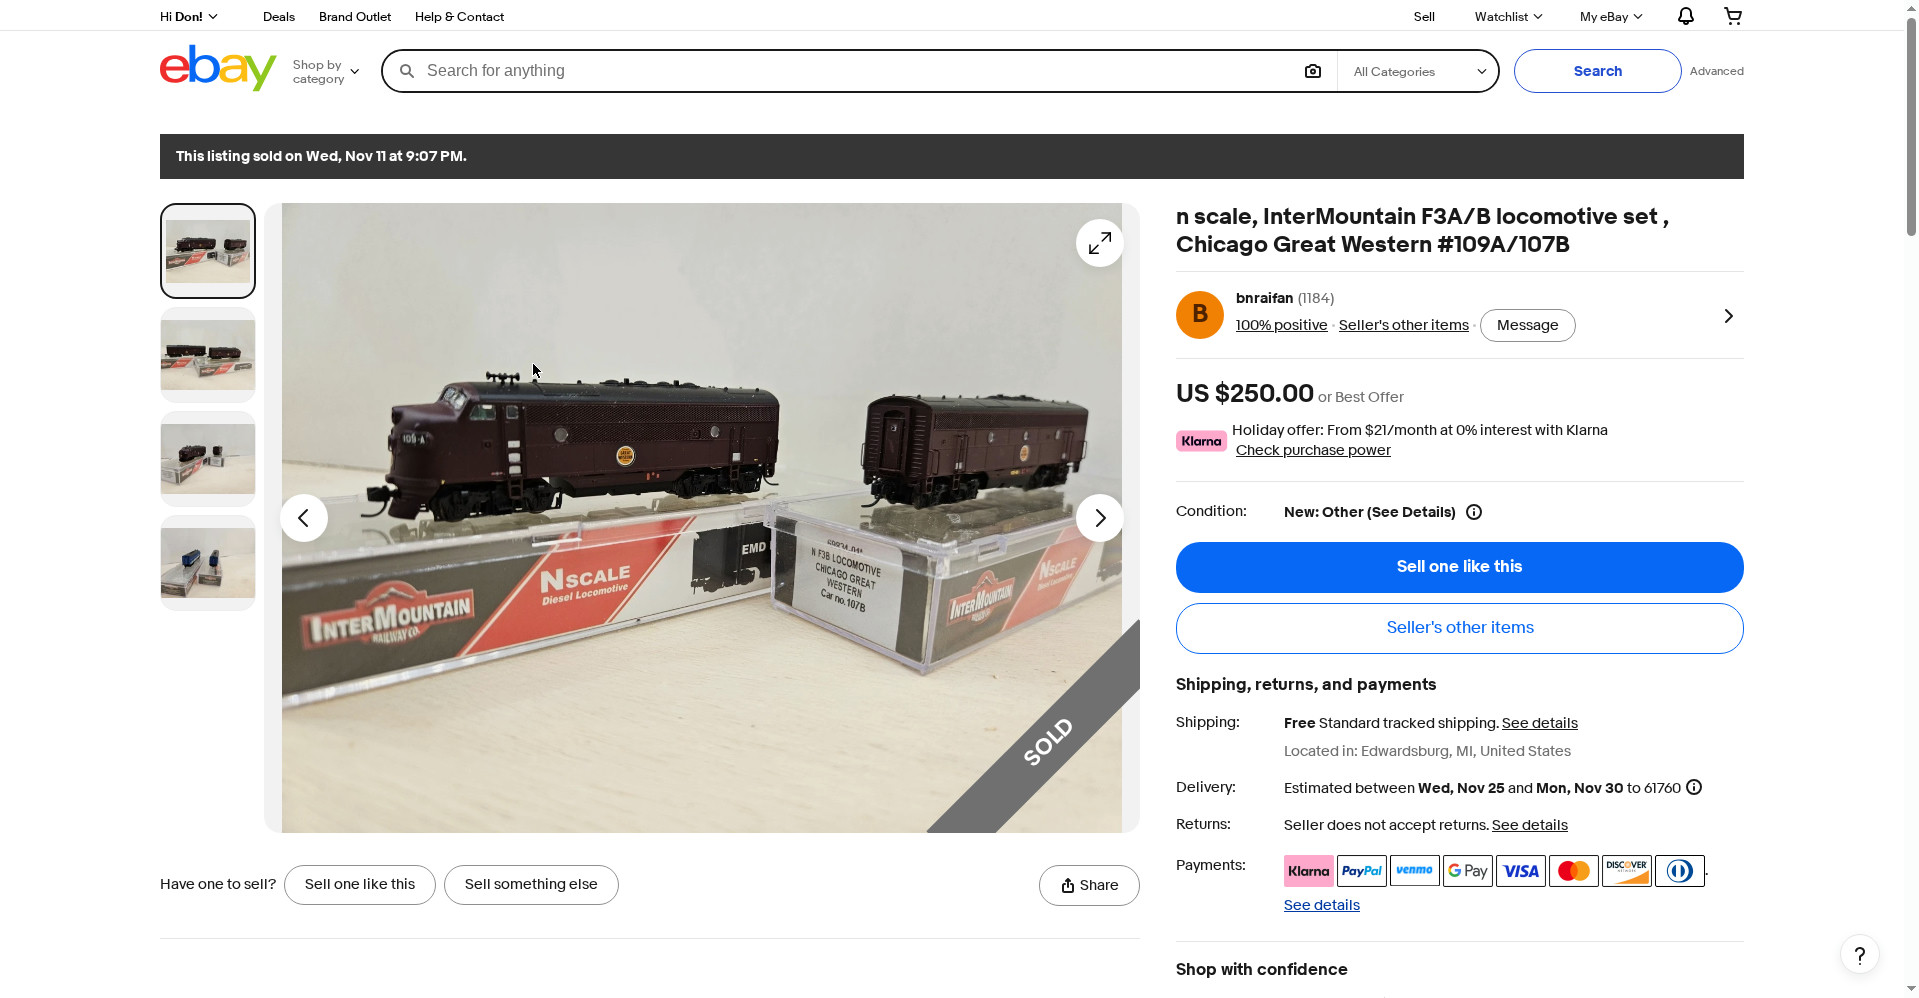 Hi Don!
Deals
Brand Outlet
Help & Contact
Sell
Watchlist
My eBay
ebay
Shop by
category
Search for anything
All Categories
Search
Advanced
This listing sold on Wed, Nov 11 at 9:07 PM.
109-A
INTERMOUNTAIN
RAILWAY CO.
N SCALE
Diesel Locomotive
EMD
N F3B LOCOMOTIVE
CHICAGO GREAT
WESTERN
Car no.107B
INTERMOUNTAIN
NSCALE
SOLD
Have one to sell?
Sell one like this
Sell something else
Share
n scale, InterMountain F3A/B locomotive set ,
Chicago Great Western #109A/107B
B
bnraifan (1184)
100% positive · Seller's other items · Message
US $250.00 or Best Offer
Klarna
Holiday offer: From $21/month at 0% interest with Klarna
Check purchase power
Condition:
New: Other (See Details)
Sell one like this
Seller's other items
Shipping, returns, and payments
Shipping:
Free Standard tracked shipping. See details
Located in: Edwardsburg, MI, United States
Delivery:
Estimated between Wed, Nov 25 and Mon, Nov 30 to 61760
Returns:
Seller does not accept returns. See details
Payments:
Klarna
PayPal
venmo
G Pay
VISA
DISCOVER
See details
Shop with confidence
?